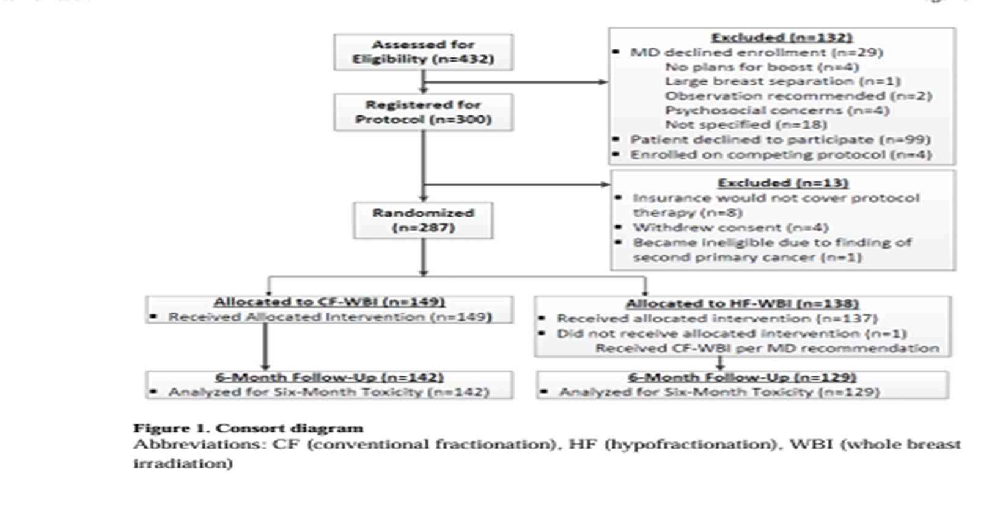 Assessed for
Eligibility (n=432)
Excluded (n=132)
▪ MD declined enrollment (n=29)
No plans for boost (n=4)
Large breast separation (n=1)
Observation recommended (n=2)
Psychosocial concerns (n=4)
Not specified (n=18)
▪ Patient declined to participate (n=99)
▪ Enrolled on competing protocol (n=4)
Registered for
Protocol (n=300)
Excluded (n=13)
▪ Insurance would not cover protocol
therapy (n=8)
▪ Withdrew consent (n=4)
▪ Became ineligible due to finding of
second primary cancer (n=1)
Randomized
(n=287)
Allocated to CF-WBI (n=149)
▪ Received Allocated Intervention (n=149)
Allocated to HF-WBI (n=138)
▪ Received allocated intervention (n=137)
▪ Did not receive allocated intervention (n=1)
Received CF-WBI per MD recommendation
6-Month Follow-Up (n=142)
▪ Analyzed for Six-Month Toxicity (n=142)
6-Month Follow-Up (n=129)
▪ Analyzed for Six-Month Toxicity (n=129)
Figure 1. Consort diagram
Abbreviations: CF (conventional fractionation), HF (hypofractionation), WBI (whole breast
irradiation)